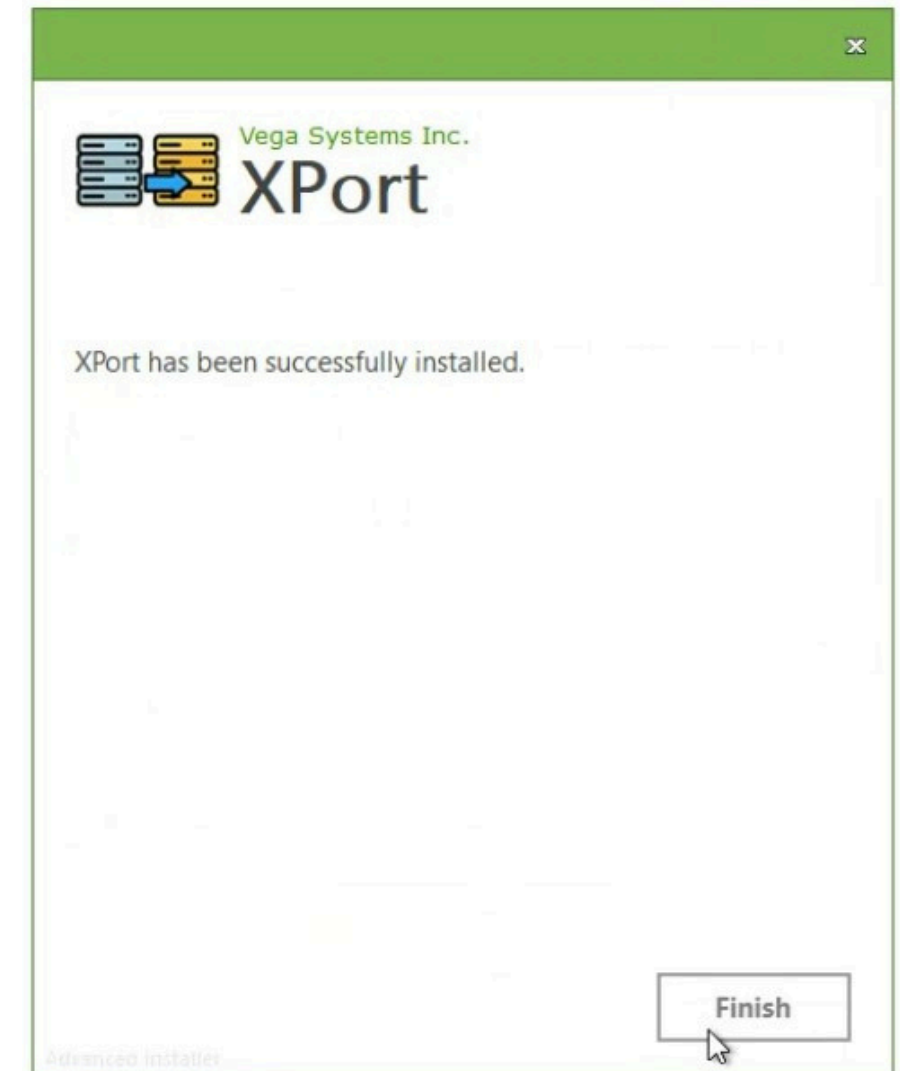 Vega Systems Inc.
XPort
XPort has been successfully installed.
Finish
Advanced Installer